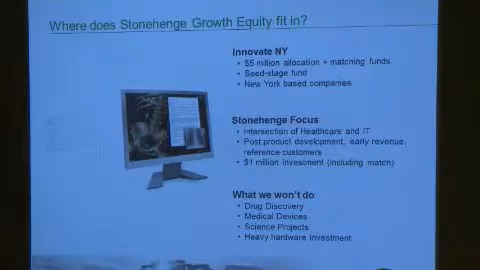 Where does Stonehenge Growth Equity fit in?
Innovate NY
• $5 million allocation + matching funds
• Seed-stage fund
• New York based companies
Stonehenge Focus
• Intersection of Healthcare and IT
• Post product development, early revenue,
reference customers
• $1 million investment (including match)
What we won't do
• Drug Discovery
• Medical Devices
• Science Projects
• Heavy hardware investment